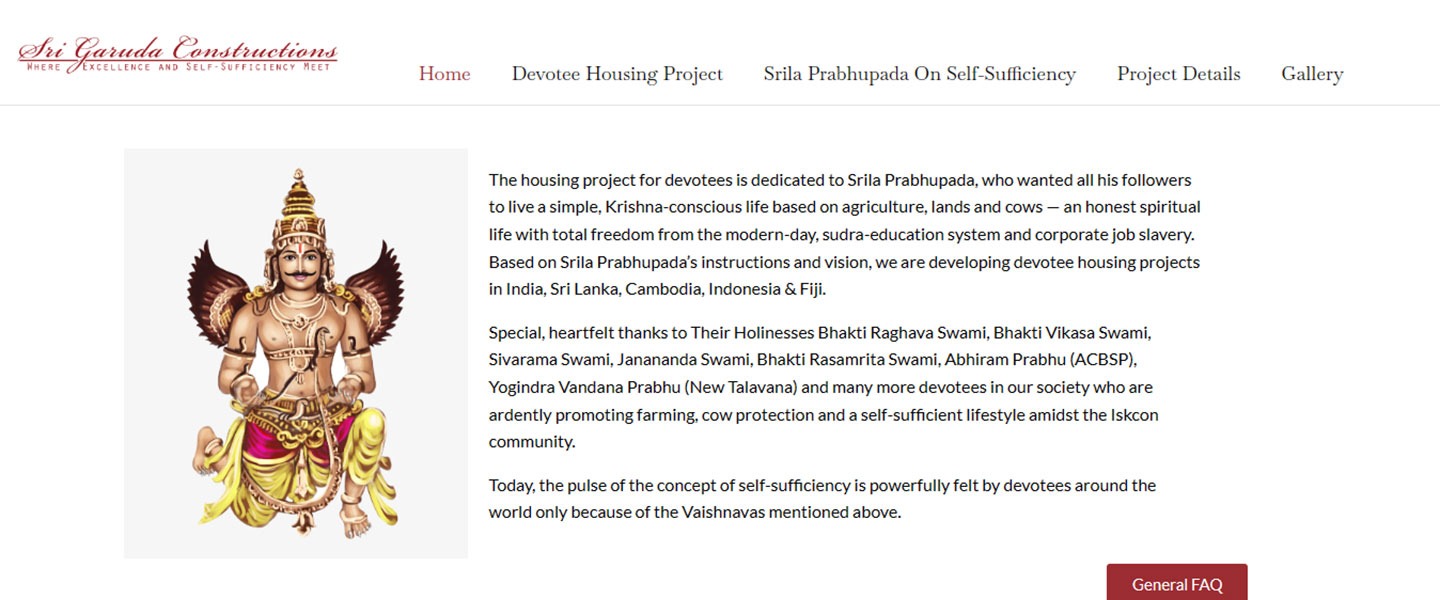 Sri Garuda Constructions
Where Excellence and Self-Sufficiency Meet
Home Devotee Housing Project Srila Prabhupada On Self-Sufficiency Project Details Gallery
The housing project for devotees is dedicated to Srila Prabhupada, who wanted all his followers
to live a simple, Krishna-conscious life based on agriculture, lands and cows — an honest spiritual
life with total freedom from the modern-day, sudra-education system and corporate job slavery.
Based on Srila Prabhupada's instructions and vision, we are developing devotee housing projects
in India, Sri Lanka, Cambodia, Indonesia & Fiji.
Special, heartfelt thanks to Their Holinesses Bhakti Raghava Swami, Bhakti Vikasa Swami,
Sivarama Swami, Janananda Swami, Bhakti Rasamrita Swami, Abhiram Prabhu (ACBSP),
Yogindra Vandana Prabhu (New Talavana) and many more devotees in our society who are
ardently promoting farming, cow protection and a self-sufficient lifestyle amidst the Iskcon
community.
Today, the pulse of the concept of self-sufficiency is powerfully felt by devotees around the
world only because of the Vaishnavas mentioned above.
General FAQ